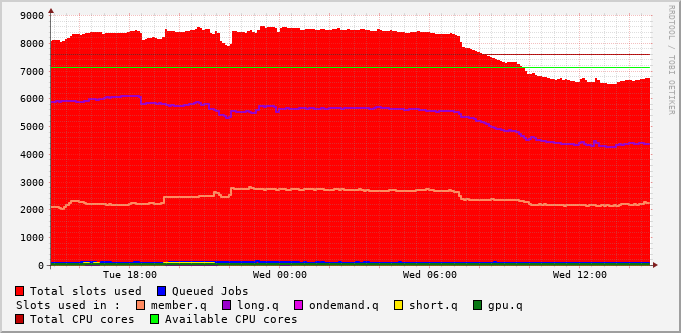 9000
8000
7000
6000
5000
4000
3000
2000
1000
0
Tue 18:00 Wed 00:00 Wed 06:00 Wed 12:00
Total slots used Queued Jobs
Slots used in : member.q long.q ondemand.q short.q gpu.q
Total CPU cores Available CPU cores
RRDTOOL / TOBI OETIKER